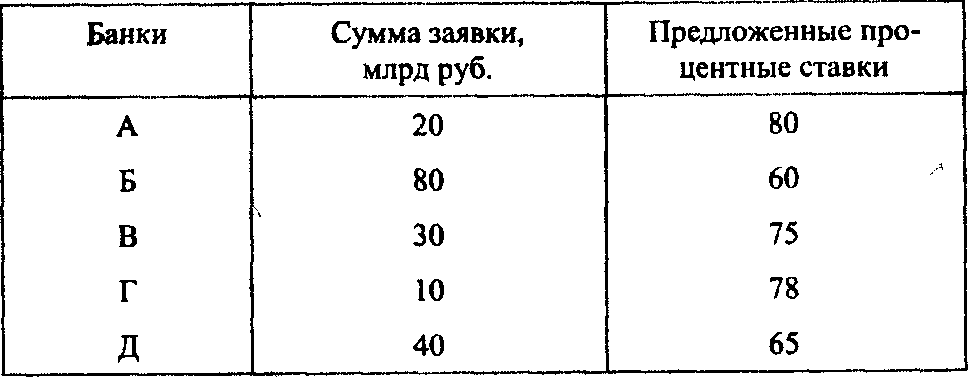 Банки Сумма заявки, Предложенные про-
млрд руб. центные ставки
А 20 80
Б 80 60
В 30 75
Г 10 78
Д 40 65